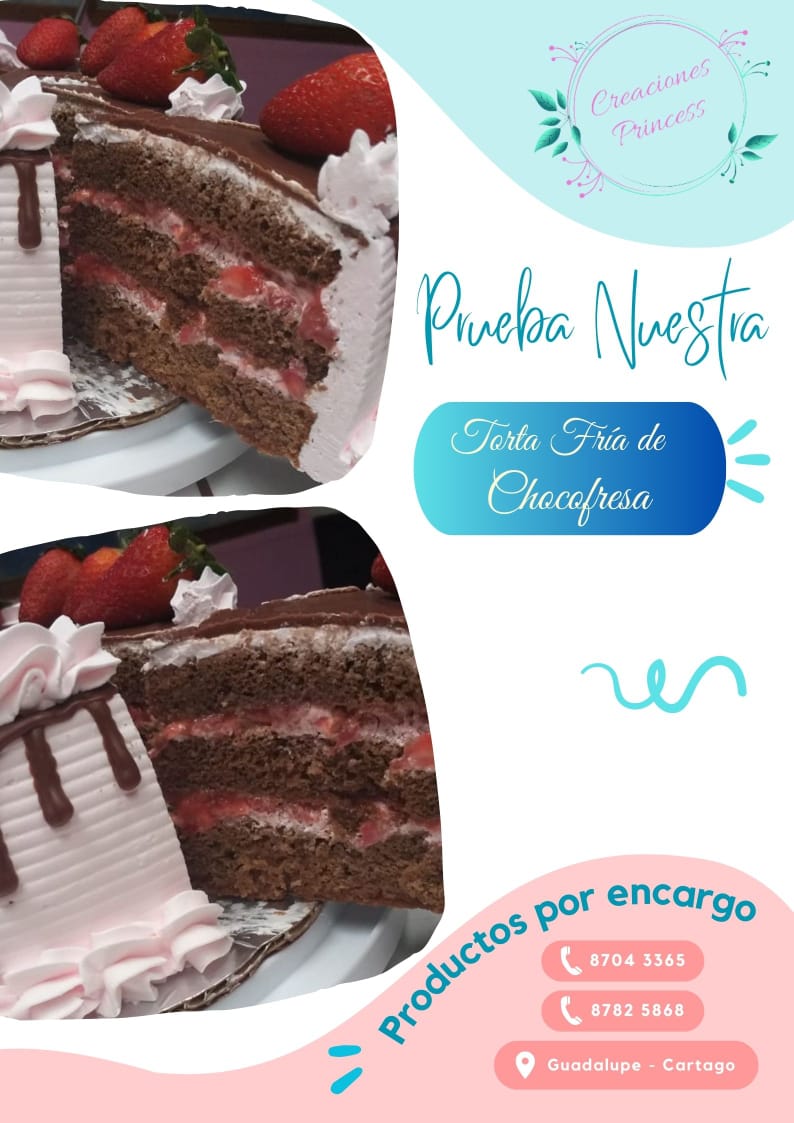 Creaciones
Princess
Prueba Nuestra
Torta Fría de
Chocofresa
Productos por encargo
8704 3365
8782 5868
Guadalupe - Cartago